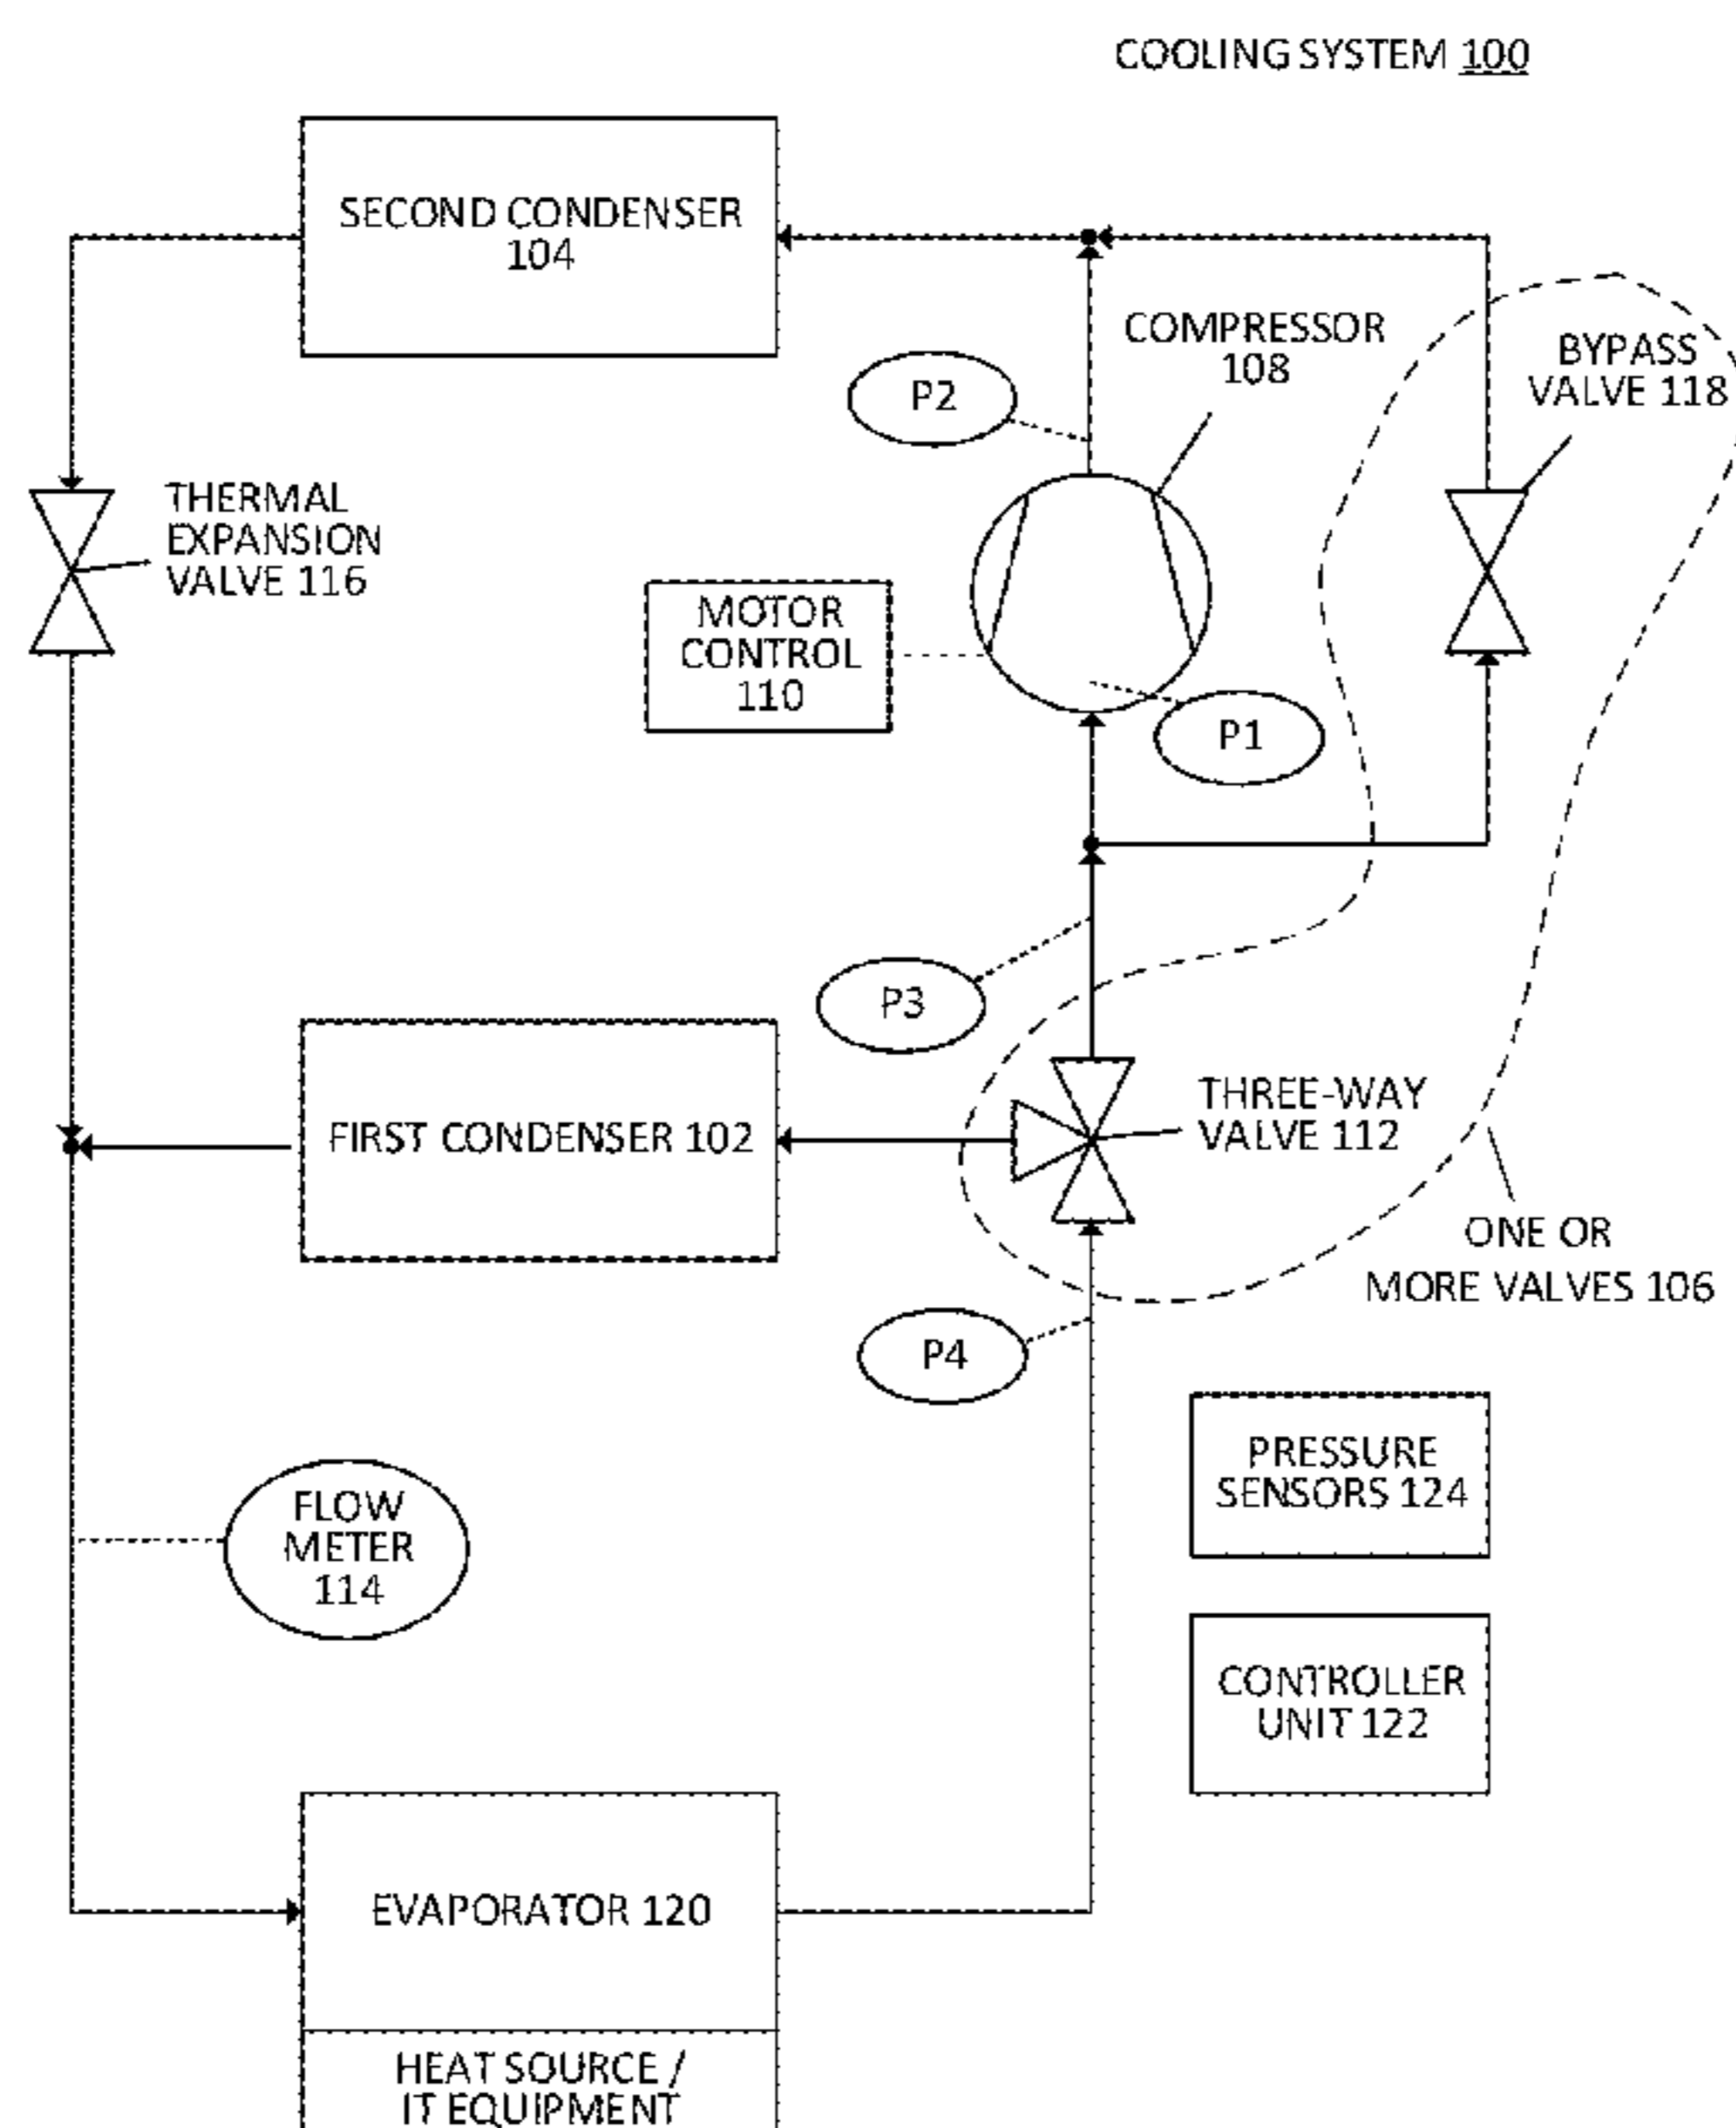 COOLING SYSTEM 100
SECOND CONDENSER
104
COMPRESSOR
108
BYPASS
VALVE 118
P2
THERMAL
EXPANSION
VALVE 116
MOTOR
CONTROL
110
P1
P3
FIRST CONDENSER 102
THREE-WAY
VALVE 112
ONE OR
MORE VALVES 106
P4
PRESSURE
SENSORS 124
FLOW
METER
114
CONTROLLER
UNIT 122
EVAPORATOR 120
HEAT SOURCE /
IT EQUIPMENT